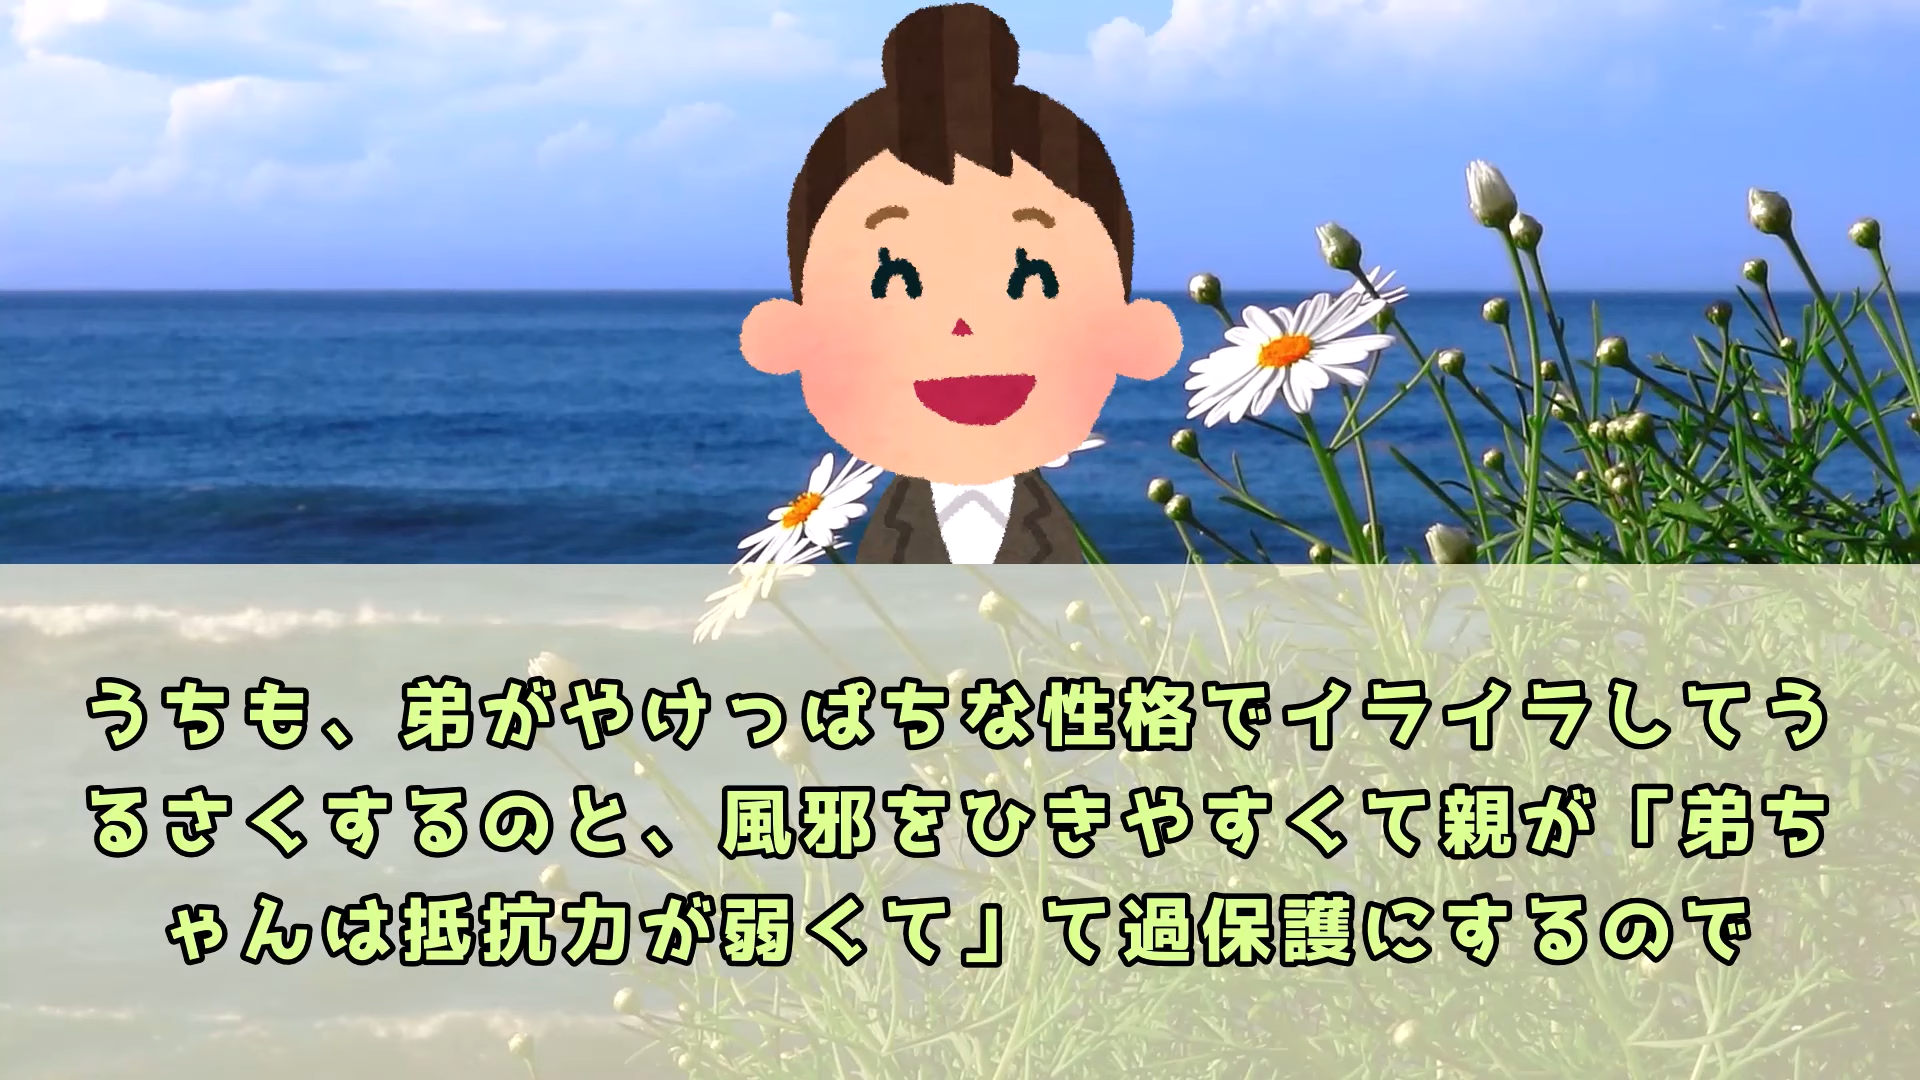 うちも、弟がやけっぱちな性格でイライラしてう
るさくするのと、風邪をひきやすくて親が「弟ち
ゃんは抵抗力が弱くて」て過保護にするので